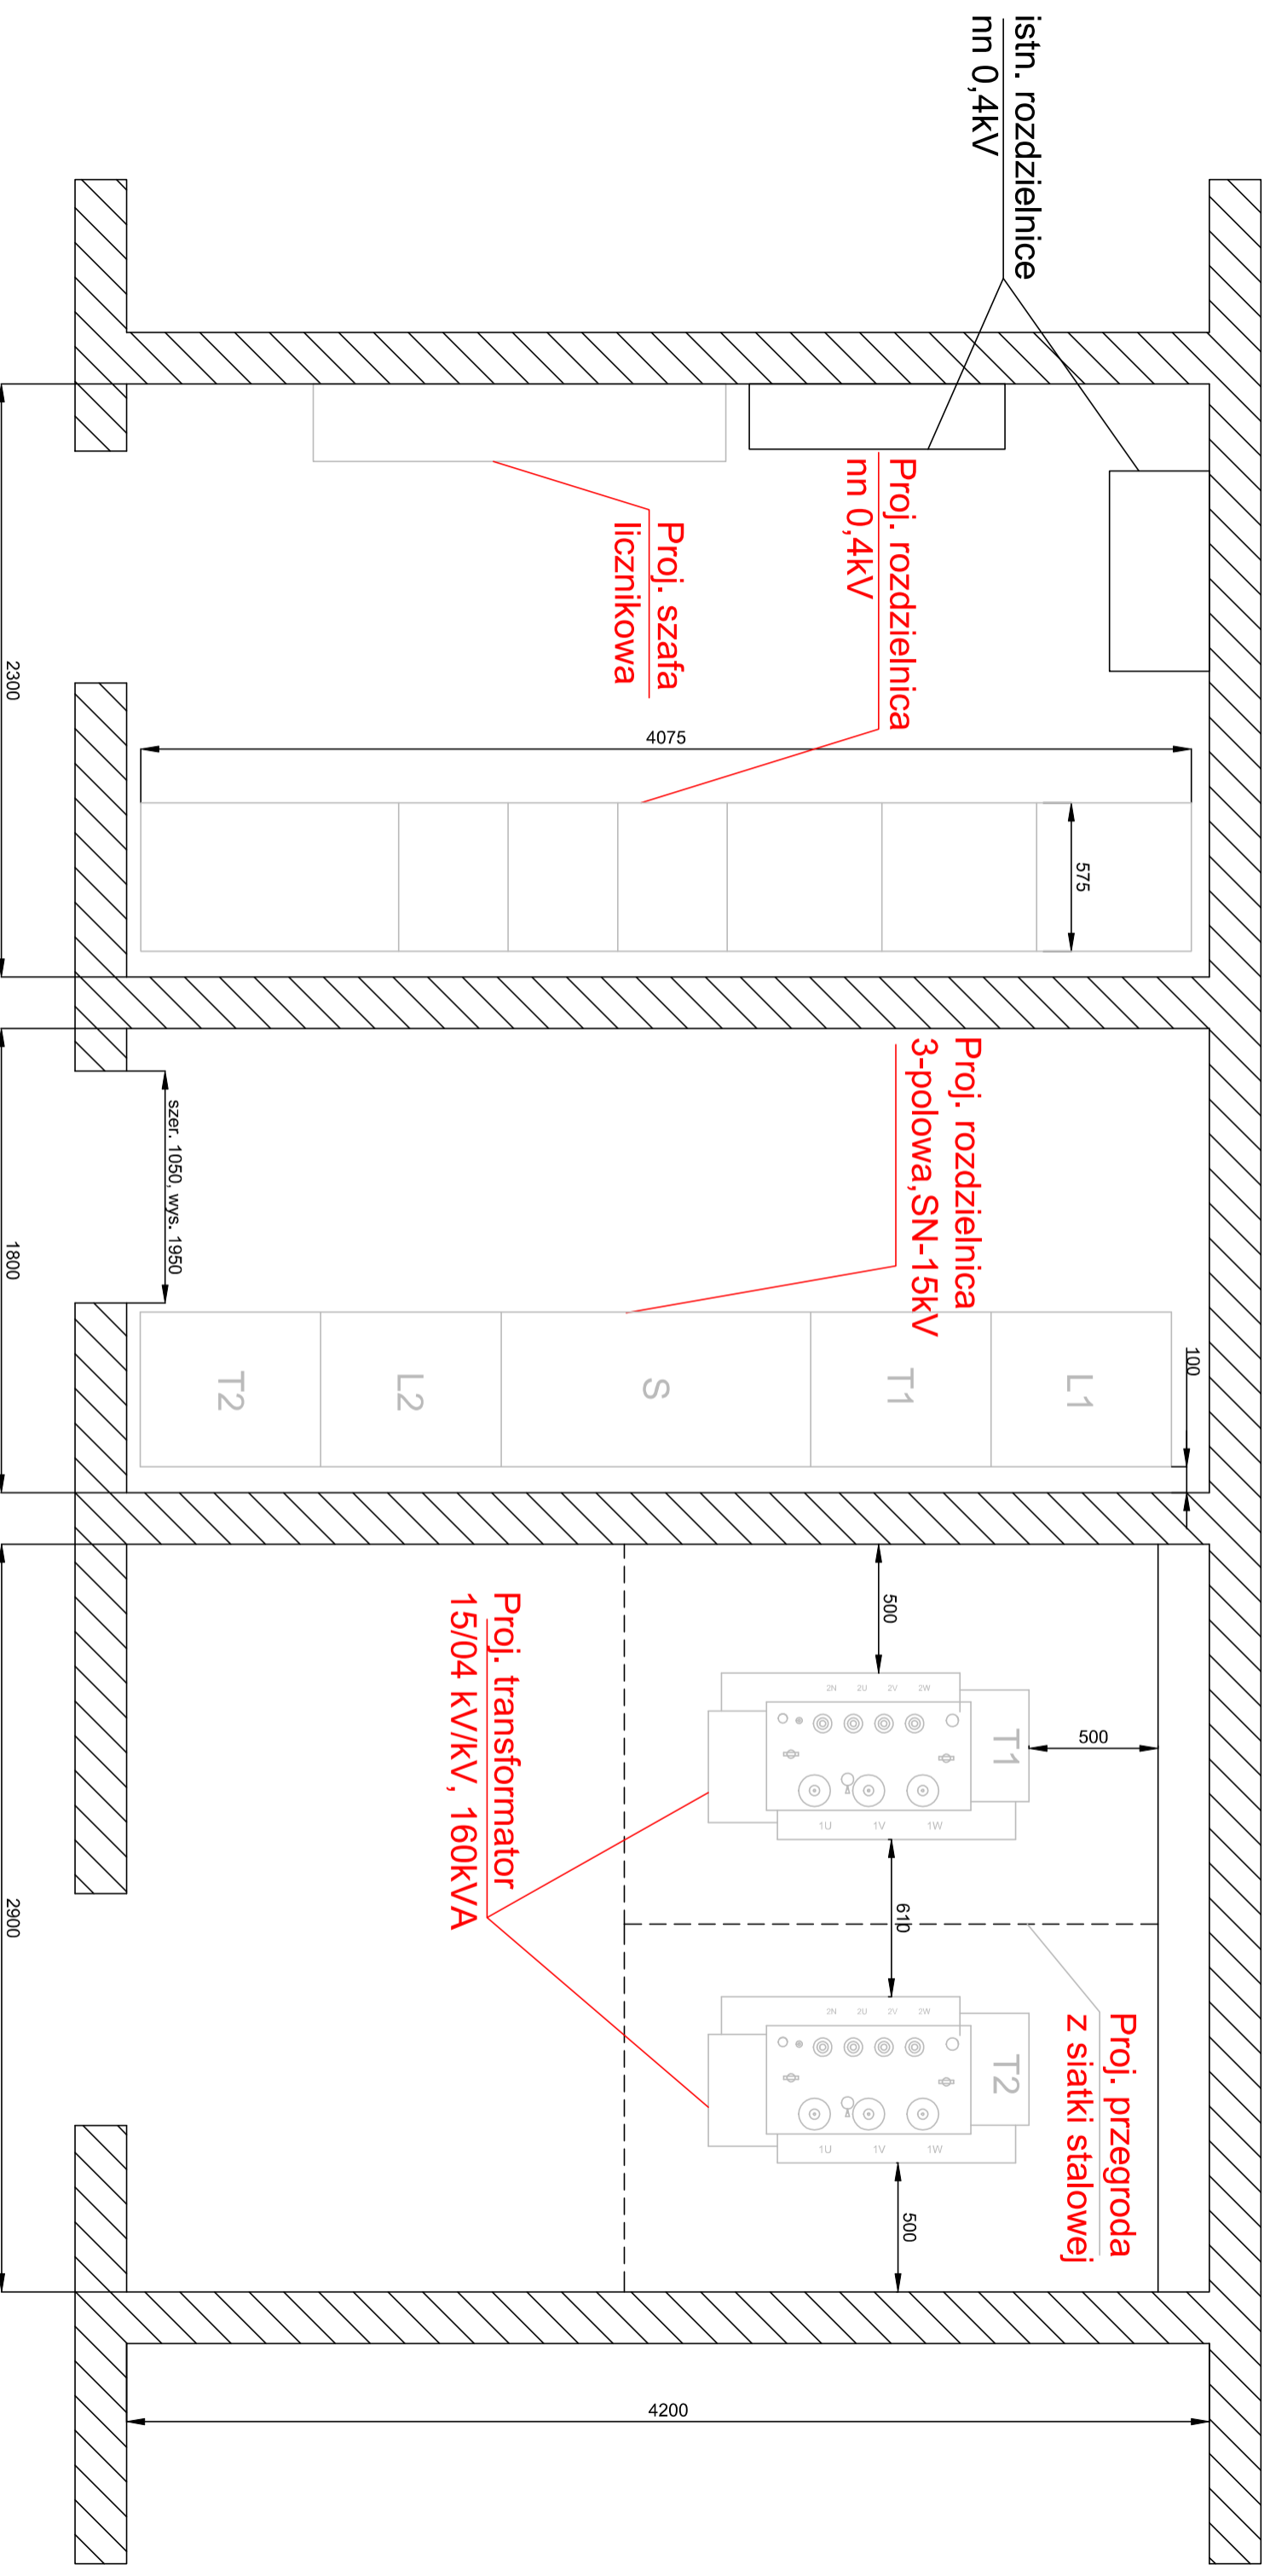 istn. rozdzielnice
nn 0,4kV
Proj. rozdzielnica
nn 0,4kV
Proj. szafa
licznikowa
4075
575
2300
Proj. rozdzielnica
3-polowa,SN-15kV
szer. 1050, wys. 1950
100
L1
T1
S
L2
T2
1800
500
500
T1
2N 2U 2V 2W
1U 1V 1W
610
Proj. transformator
15/04 kV/kV, 160kVA
T2
2N 2U 2V 2W
1U 1V 1W
Proj. przegroda
z siatki stalowej
500
2900
4200